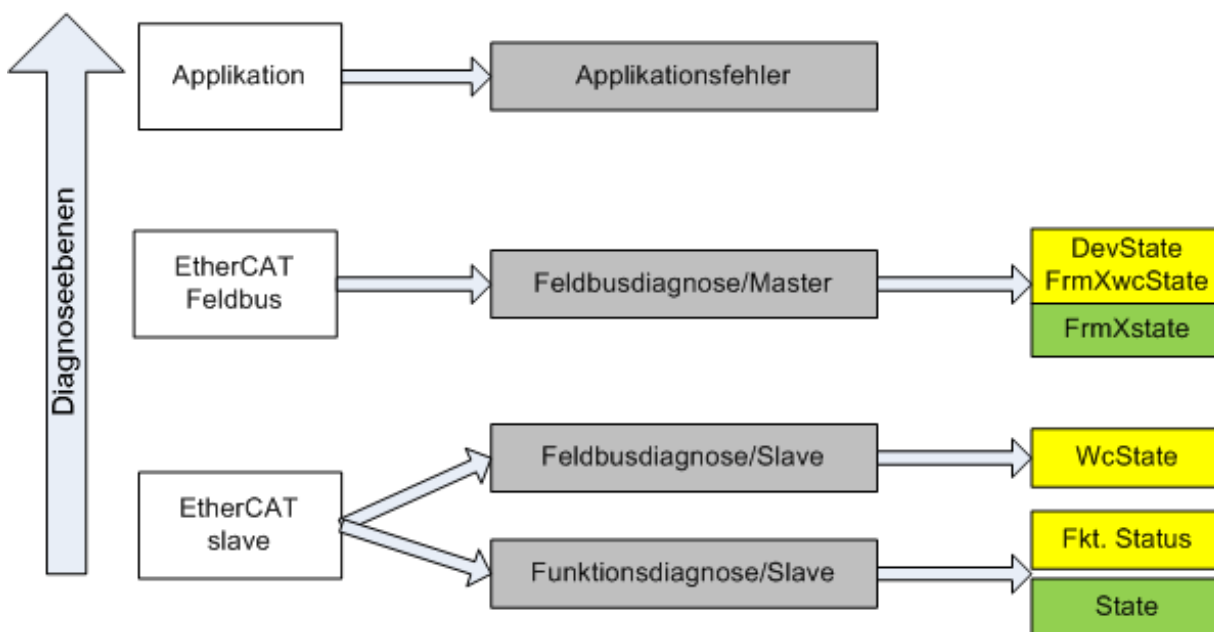 Diagnoseebenen
Applikation
Applikationsfehler
EtherCAT
Feldbus
Feldbusdiagnose/Master
DevState
FrmXwcState
FrmXstate
EtherCAT
slave
Feldbusdiagnose/Slave
WcState
Funktionsdiagnose/Slave
Fkt. Status
State